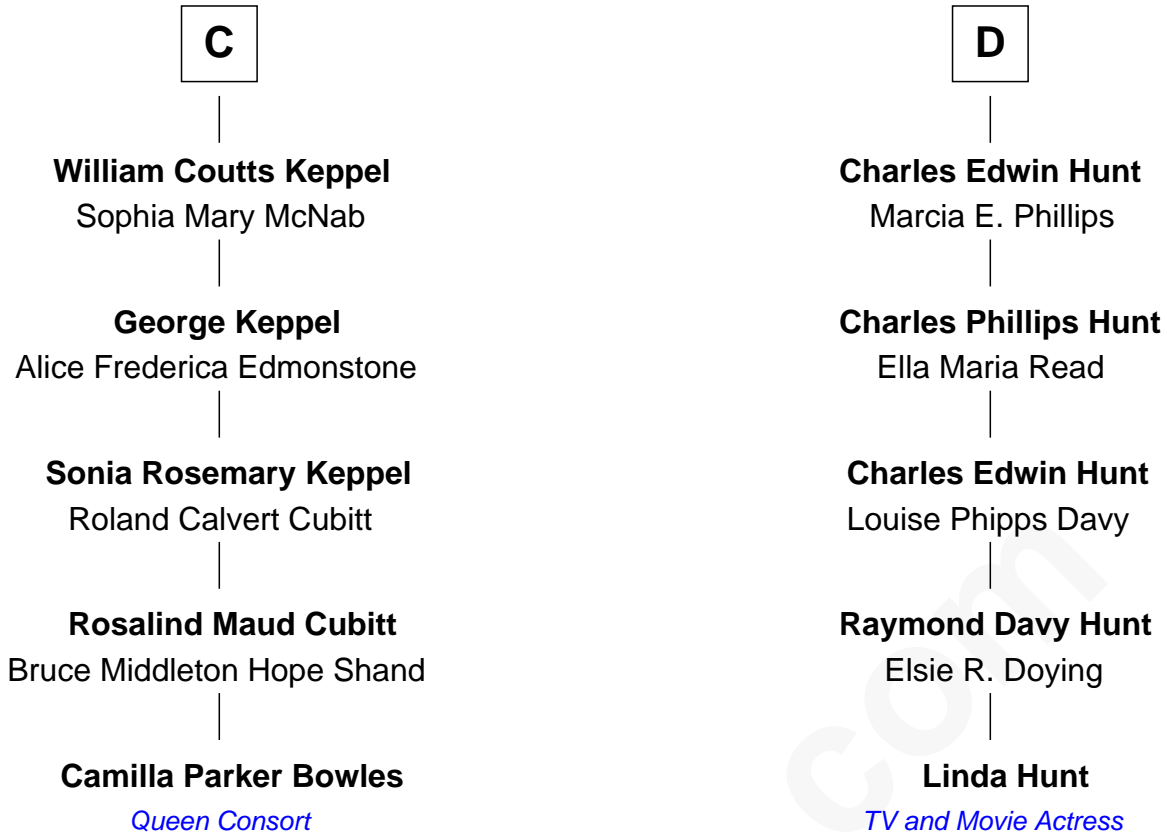 C
William Coutts Keppel
Sophia Mary McNab
George Keppel
Alice Frederica Edmonstone
Sonia Rosemary Keppel
Roland Calvert Cubitt
Rosalind Maud Cubitt
Bruce Middleton Hope Shand
Camilla Parker Bowles
Queen Consort
D
Charles Edwin Hunt
Marcia E. Phillips
Charles Phillips Hunt
Ella Maria Read
Charles Edwin Hunt
Louise Phipps Davy
Raymond Davy Hunt
Elsie R. Doying
Linda Hunt
TV and Movie Actress
com